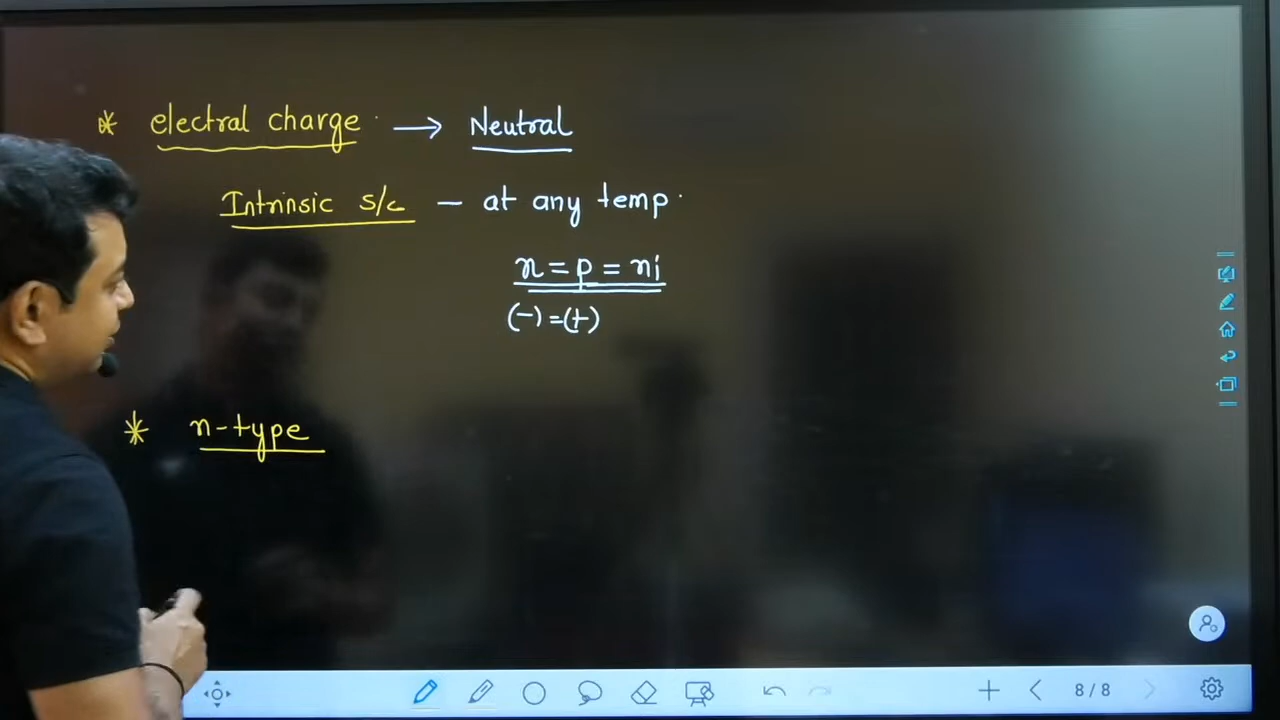 * electral charge → Neutral
Intrinsic s/c – at any temp.
n = p = ni
(-) = (+)
* n-type
8 / 8